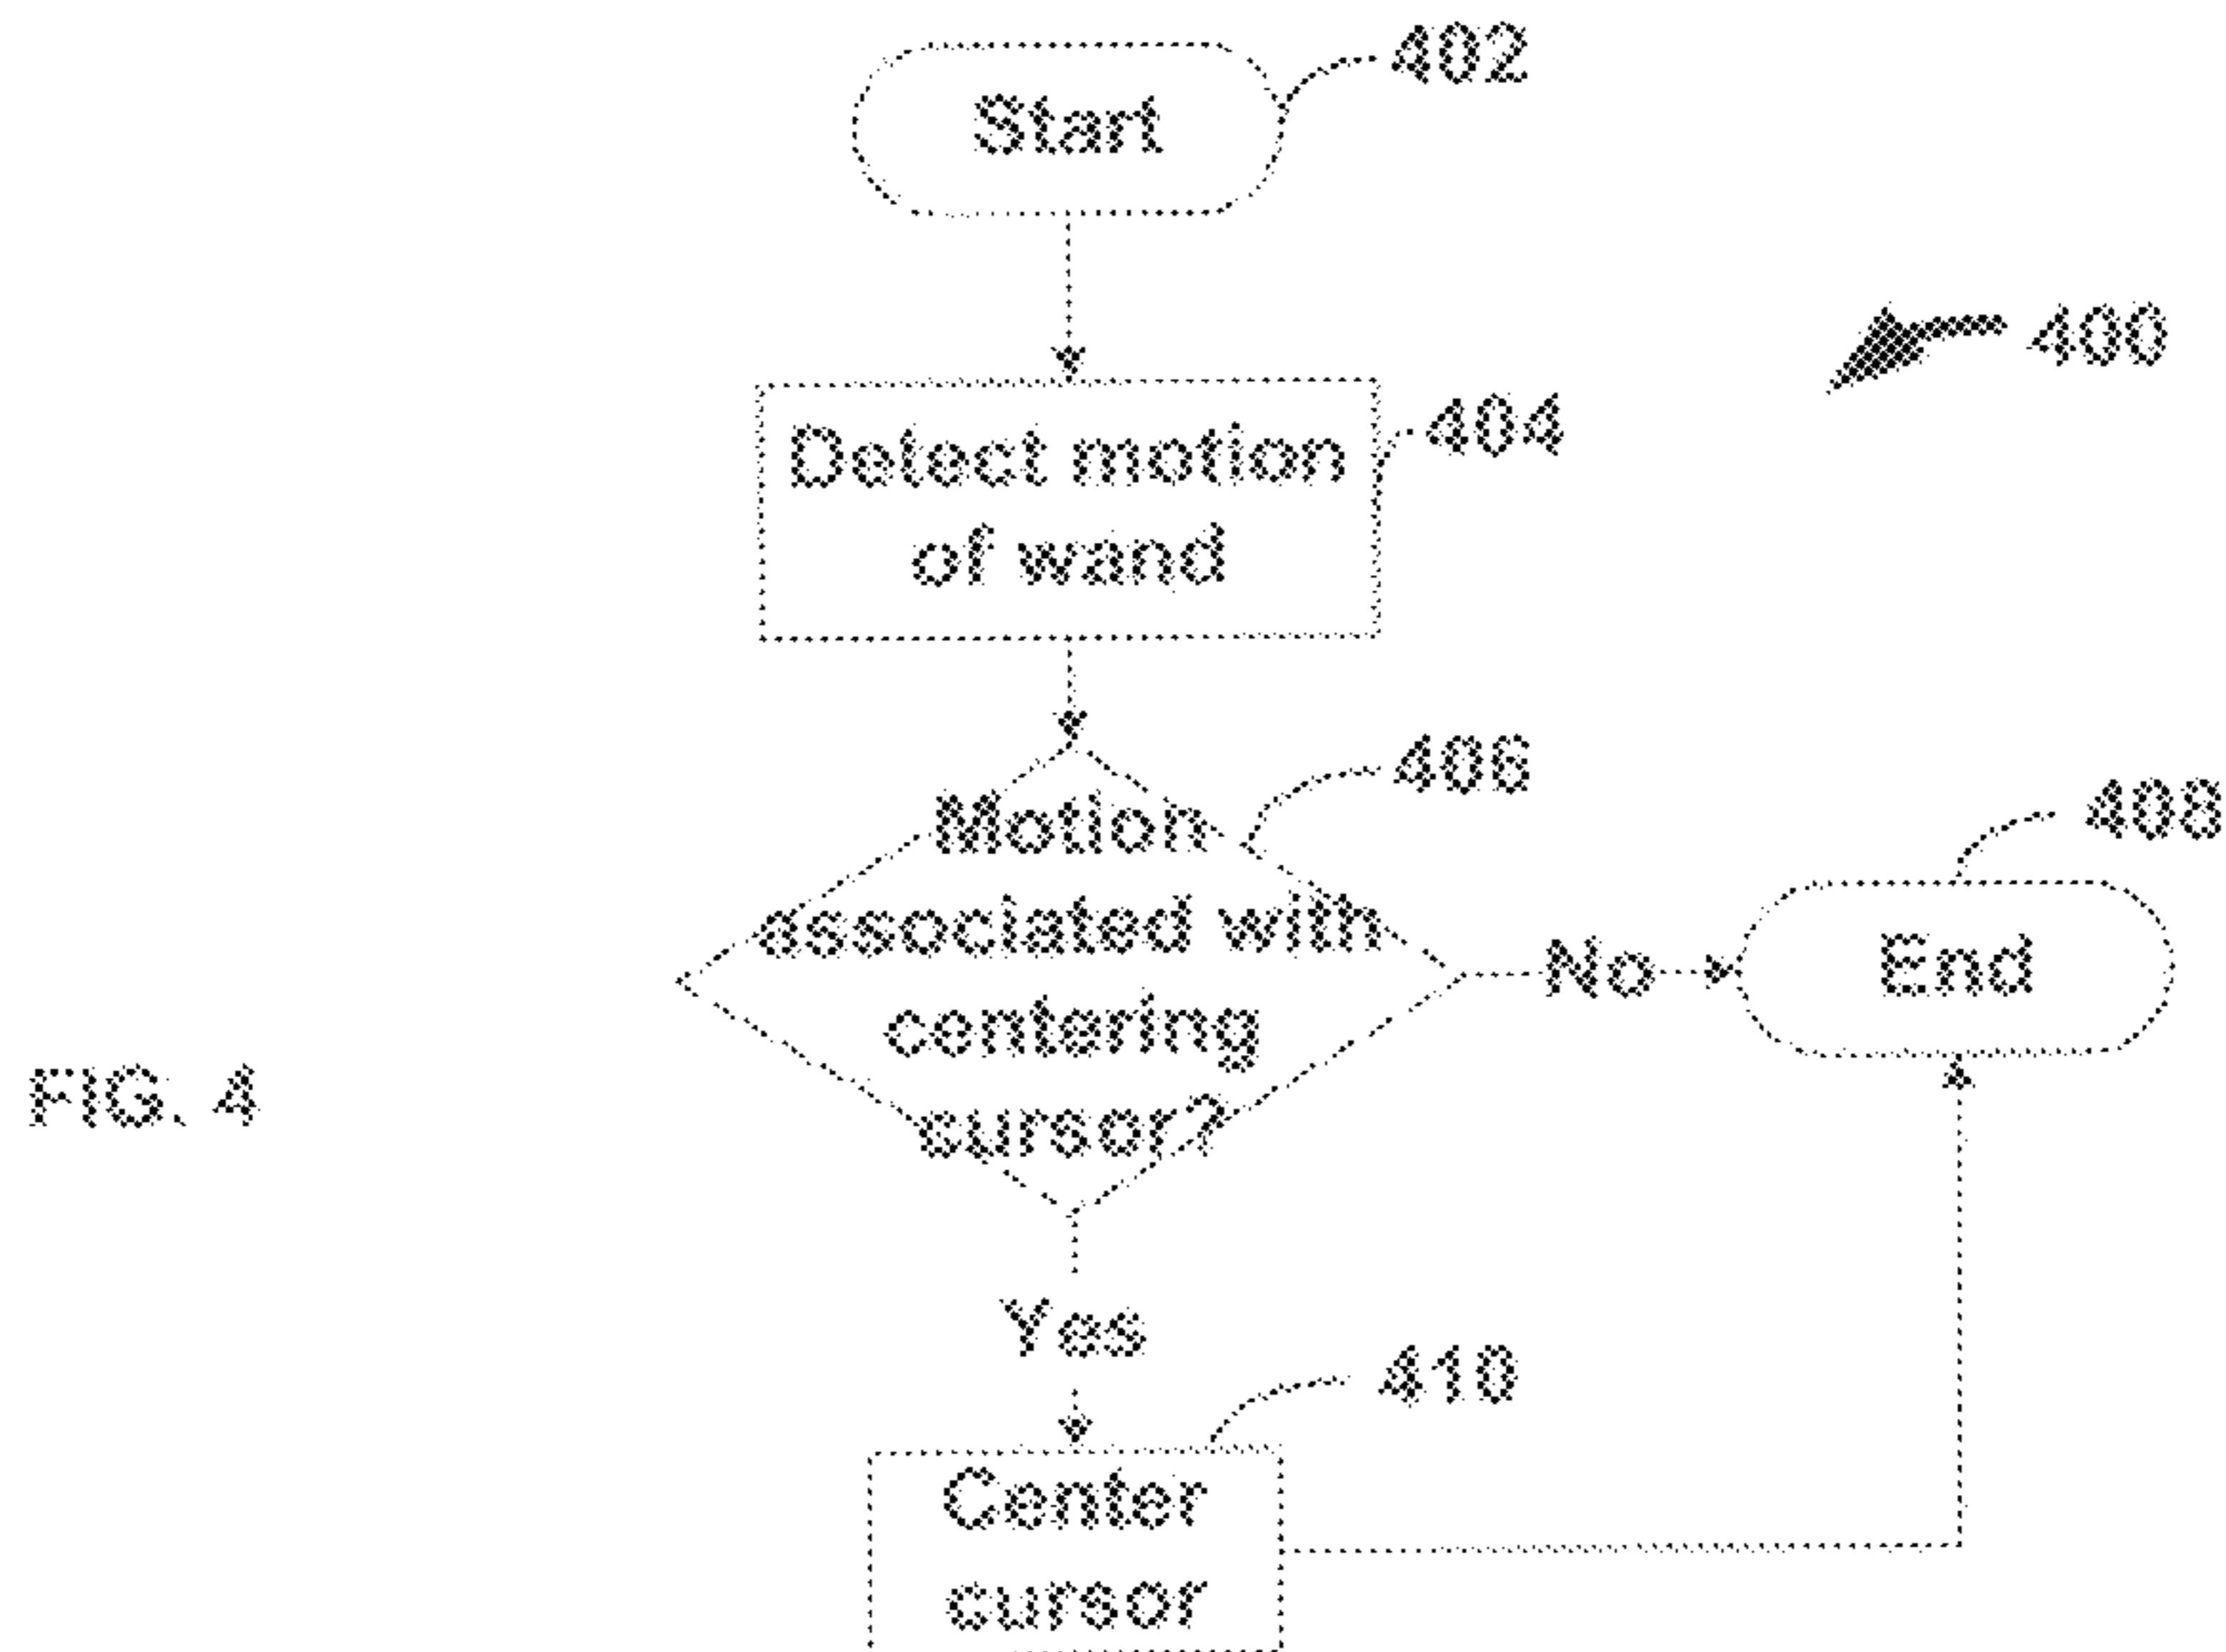 402
Start
400
404
Detect motion
of wand
406
408
Motion
associated with
centering
cursor?
No
End
FIG. 4
Yes
410
Center
cursor